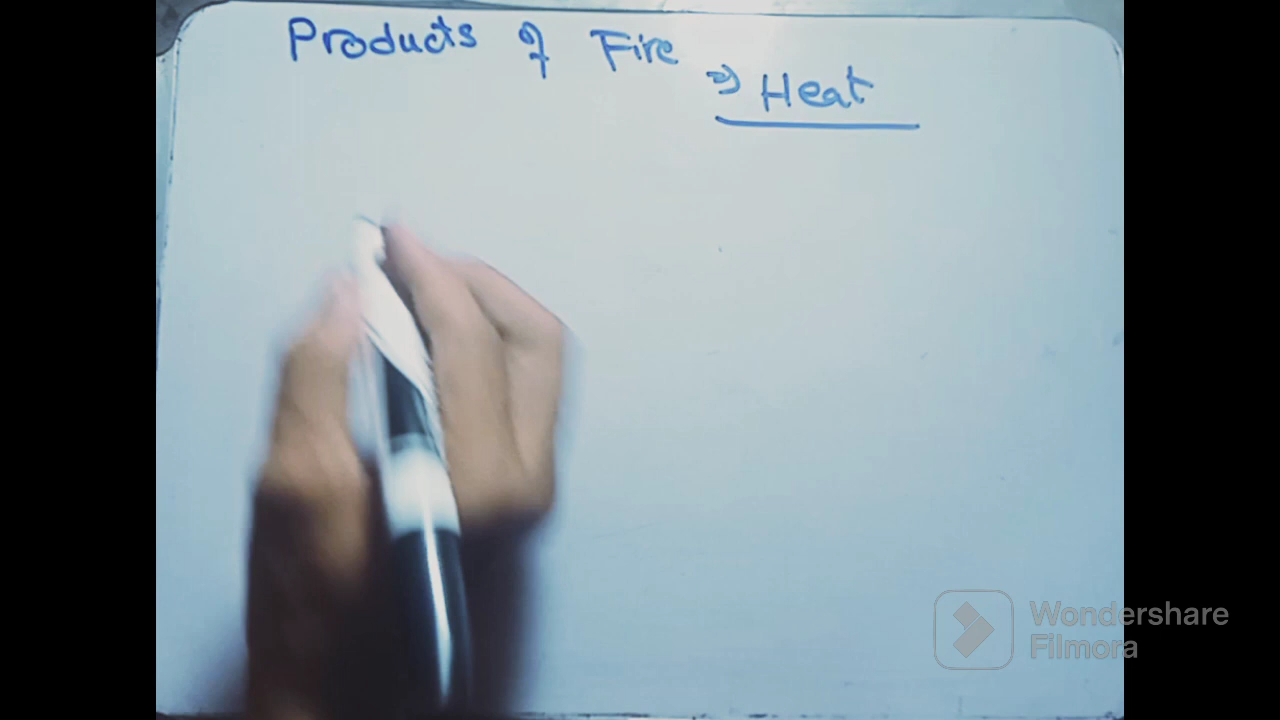 Products of Fire
⇒ Heat
Wondershare
Filmora